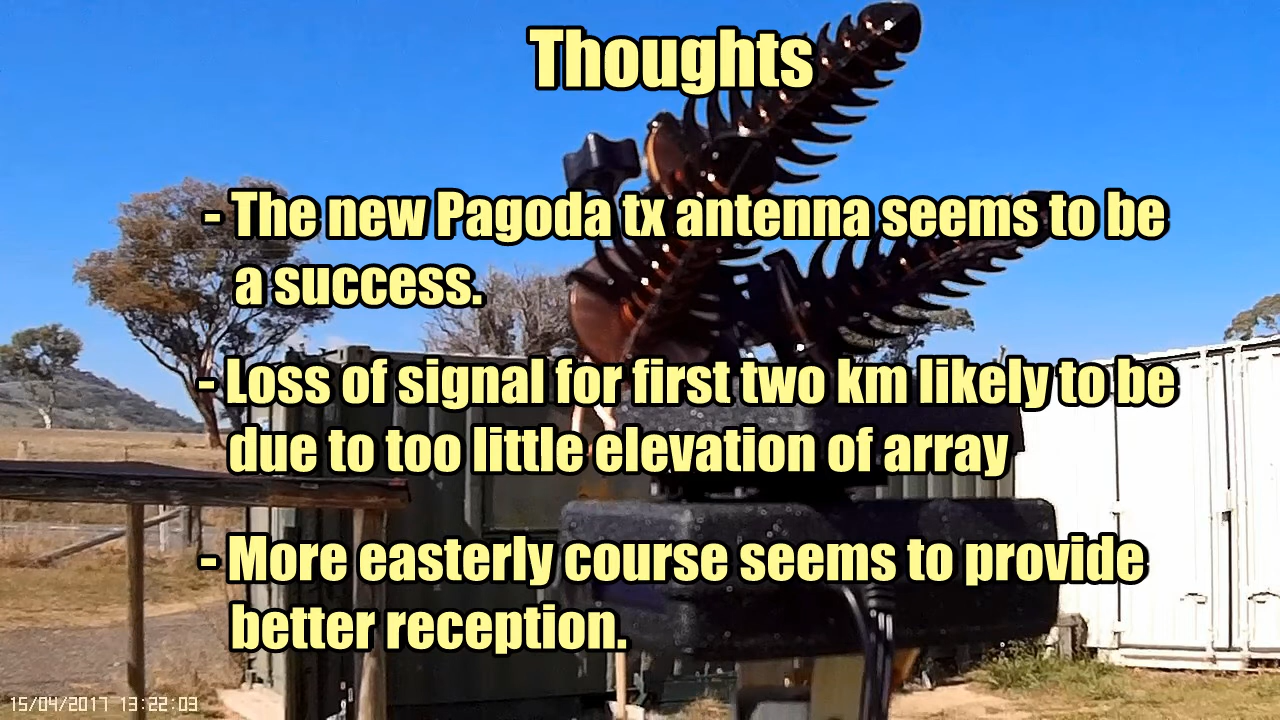 Thoughts
- The new Pagoda tx antenna seems to be
a success.
- Loss of signal for first two km likely to be
due to too little elevation of array
- More easterly course seems to provide
better reception.
15/04/2017 13:22:03